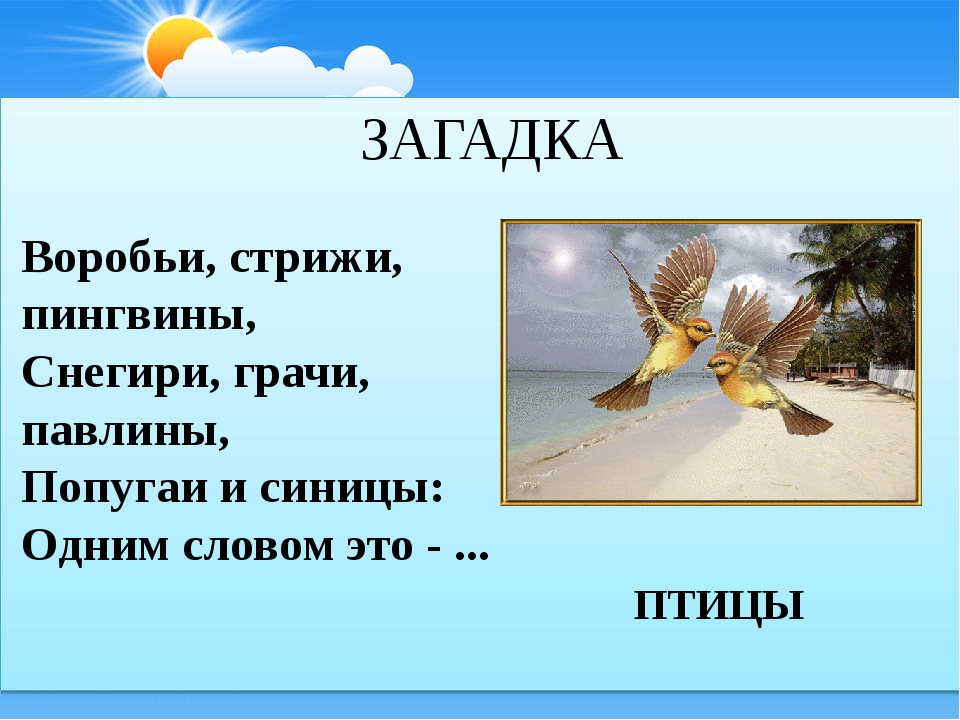 ЗАГАДКА
Воробьи, стрижи,
пингвины,
Снегири, грачи,
павлины,
Попугаи и синицы:
Одним словом это - ...
ПТИЦЫ